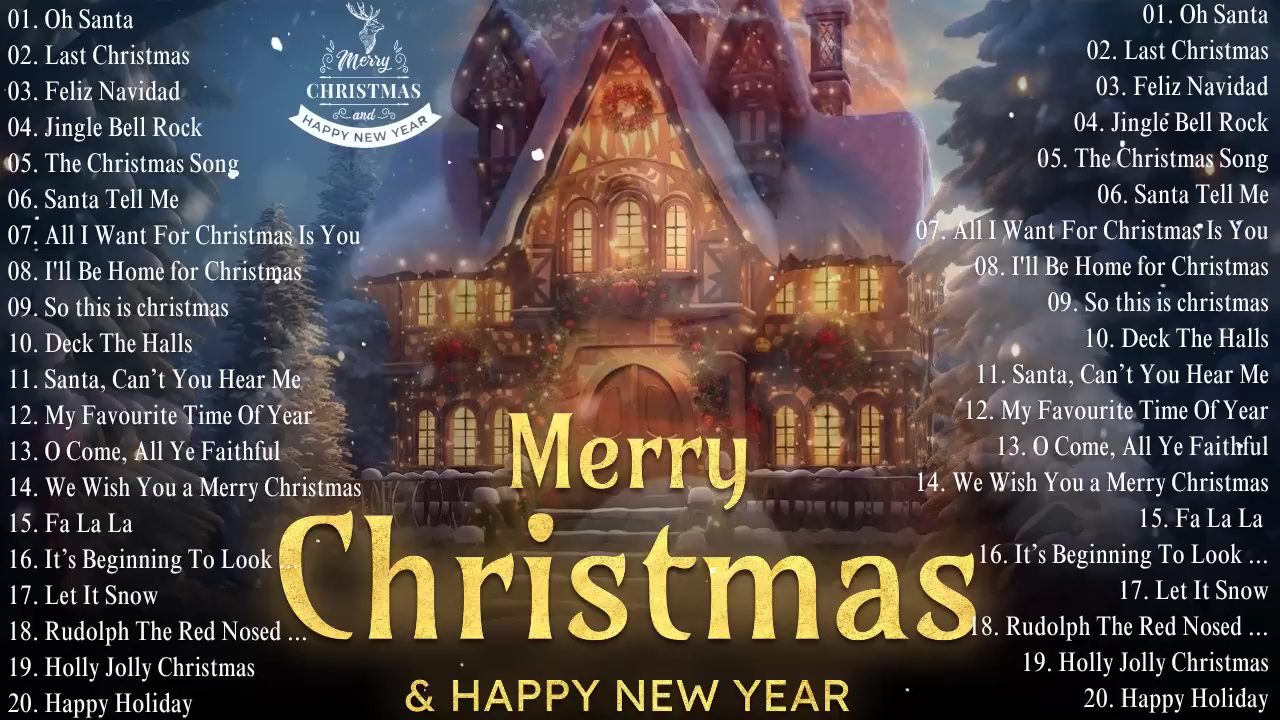 01. Oh Santa
02. Last Christmas
03. Feliz Navidad
04. Jingle Bell Rock
05. The Christmas Song
06. Santa Tell Me
07. All I Want For Christmas Is You
08. I'll Be Home for Christmas
09. So this is christmas
10. Deck The Halls
11. Santa, Can’t You Hear Me
12. My Favourite Time Of Year
13. O Come, All Ye Faithful
14. We Wish You a Merry Christmas
15. Fa La La
16. It’s Beginning To Look ...
17. Let It Snow
18. Rudolph The Red Nosed ...
19. Holly Jolly Christmas
20. Happy Holiday
Merry
CHRISTMAS
and
HAPPY NEW YEAR
Merry
Christmas
& HAPPY NEW YEAR
01. Oh Santa
02. Last Christmas
03. Feliz Navidad
04. Jingle Bell Rock
05. The Christmas Song
06. Santa Tell Me
07. All I Want For Christmas Is You
08. I'll Be Home for Christmas
09. So this is christmas
10. Deck The Halls
11. Santa, Can’t You Hear Me
12. My Favourite Time Of Year
13. O Come, All Ye Faithful
14. We Wish You a Merry Christmas
15. Fa La La
16. It’s Beginning To Look ...
17. Let It Snow
18. Rudolph The Red Nosed ...
19. Holly Jolly Christmas
20. Happy Holiday